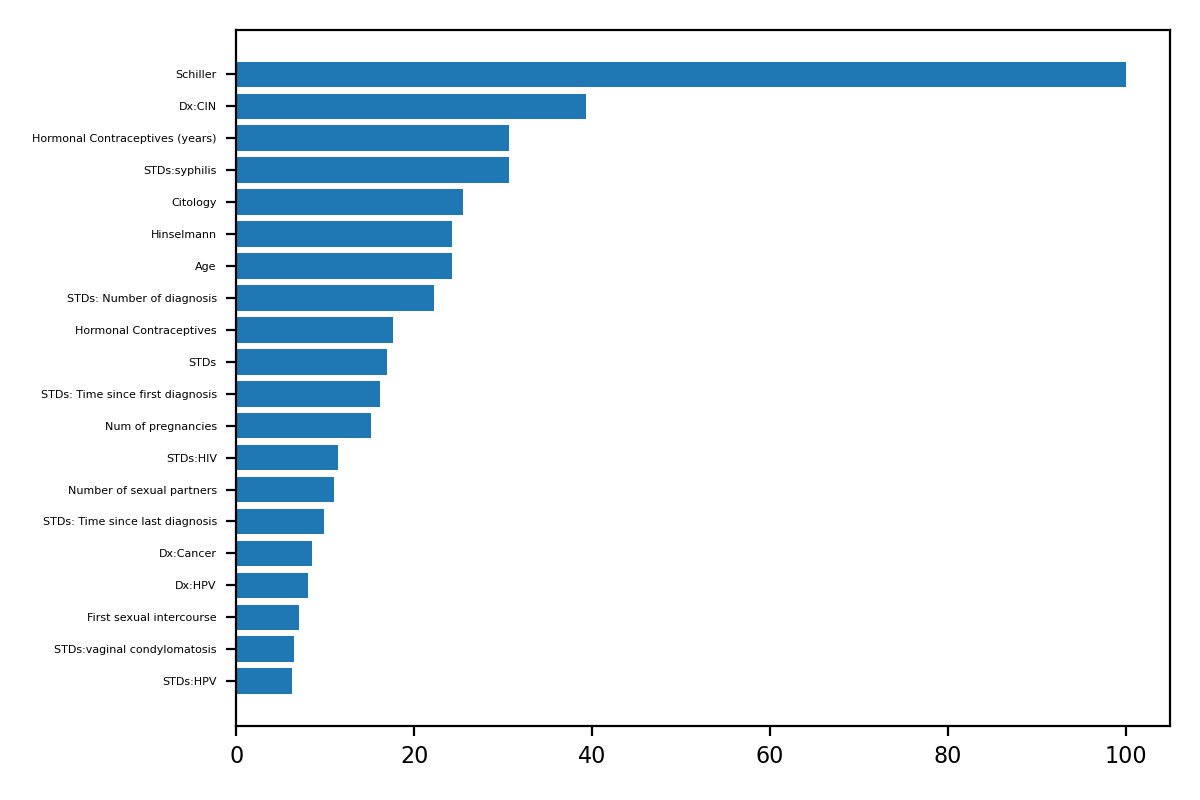 Schiller
Dx:CIN
Hormonal Contraceptives (years)
STDs:syphilis
Citology
Hinselmann
Age
STDs: Number of diagnosis
Hormonal Contraceptives
STDs
STDs: Time since first diagnosis
Num of pregnancies
STDs:HIV
Number of sexual partners
STDs: Time since last diagnosis
Dx:Cancer
Dx:HPV
First sexual intercourse
STDs:vaginal condylomatosis
STDs:HPV
0 20 40 60 80 100